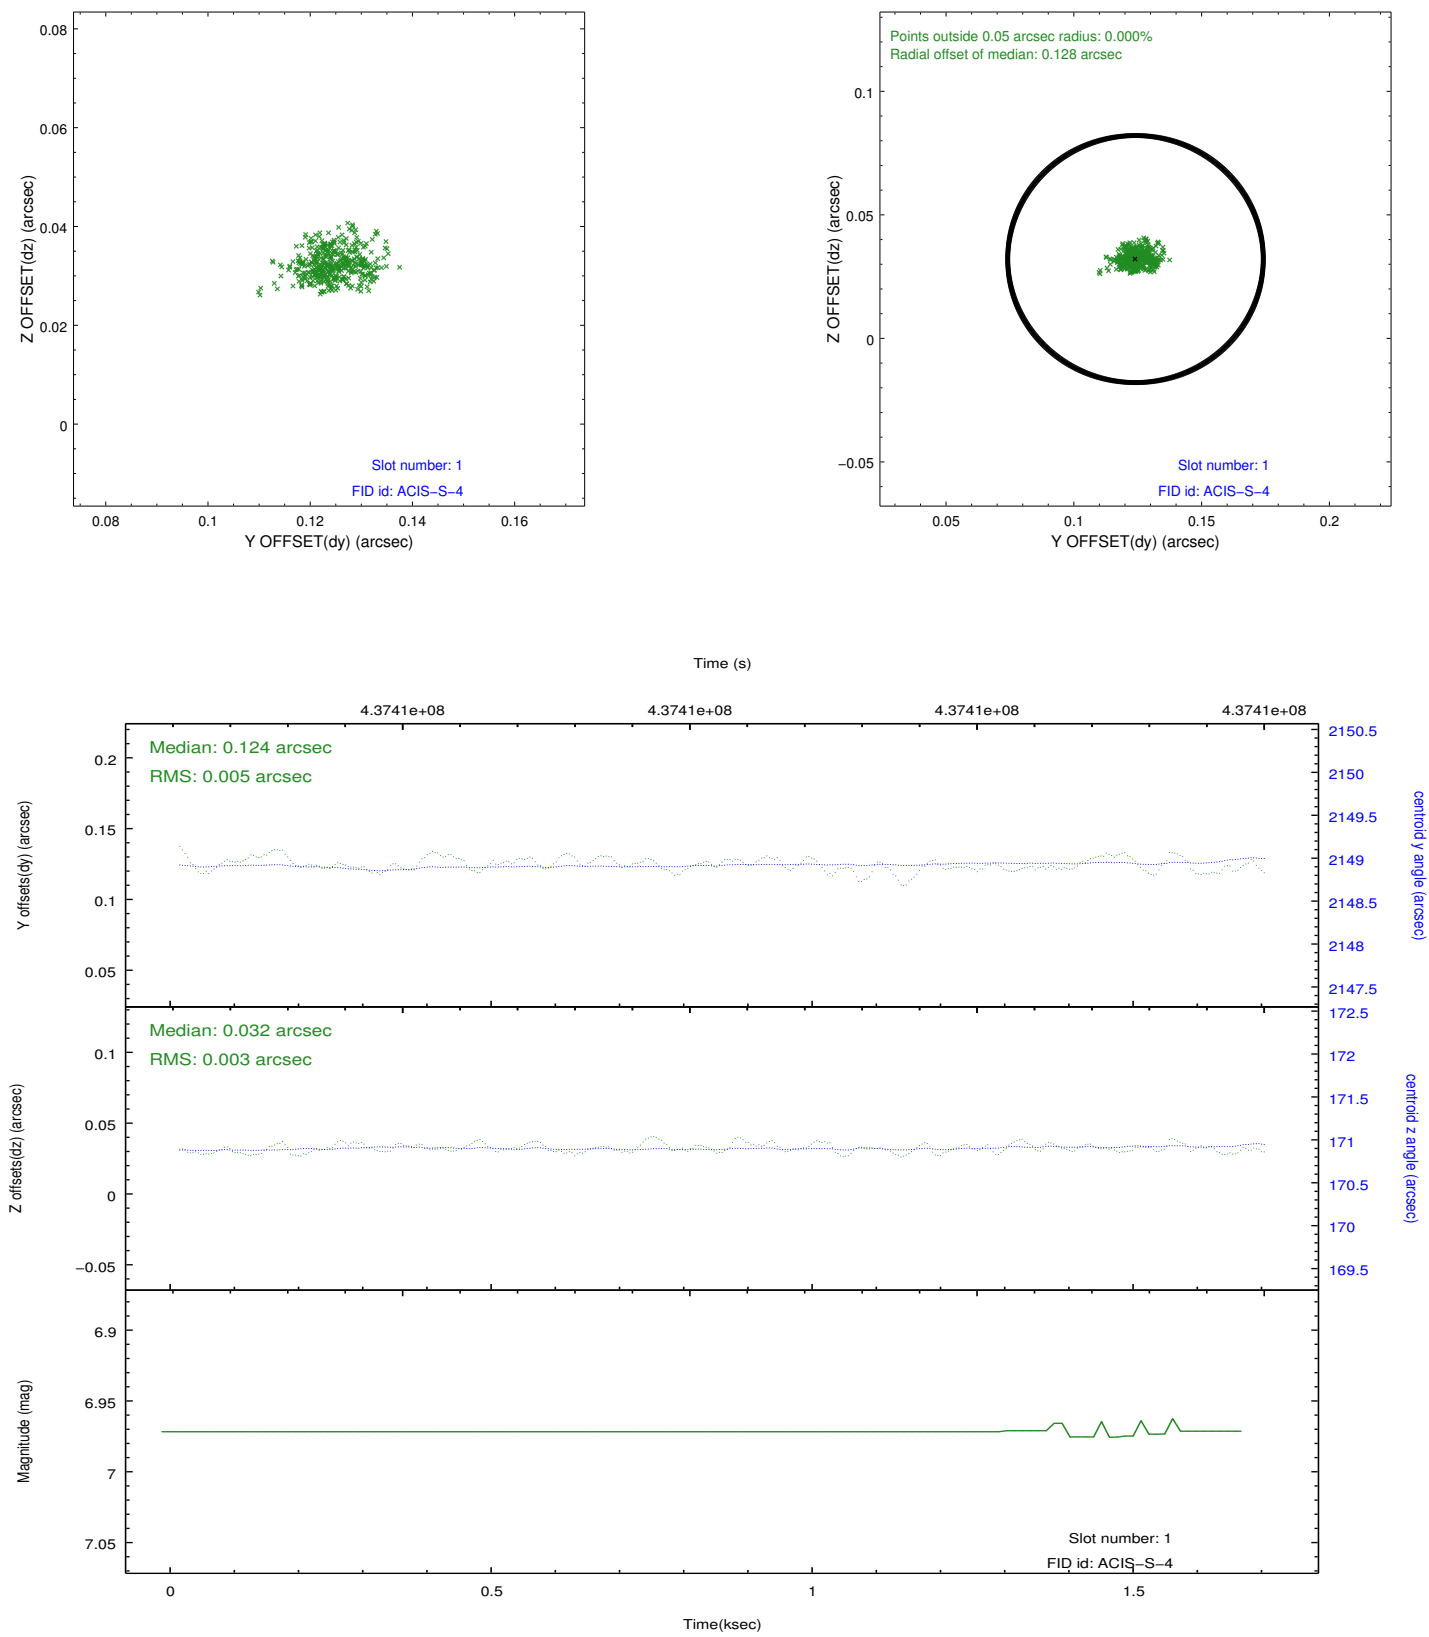 0.08
0.06
0.04
0.02
0
Z OFFSET(dz) (arcsec)
Slot number: 1
FID id: ACIS−S−4
0.08
0.1
0.12
0.14
0.16
Y OFFSET(dy) (arcsec)
Points outside 0.05 arcsec radius: 0.000%
Radial offset of median: 0.128 arcsec
0.1
0.05
0
−0.05
Z OFFSET(dz) (arcsec)
Slot number: 1
FID id: ACIS−S−4
0.05
0.1
0.15
0.2
Y OFFSET(dy) (arcsec)
Time (s)
4.3741e+08
4.3741e+08
4.3741e+08
4.3741e+08
Median: 0.124 arcsec
RMS: 0.005 arcsec
0.2
0.15
0.1
0.05
Y offsets(dy) (arcsec)
2150.5
2150
2149.5
2149
2148.5
2148
2147.5
centroid y angle (arcsec)
Median: 0.032 arcsec
RMS: 0.003 arcsec
0.1
0.05
0
−0.05
Z offsets(dz) (arcsec)
172.5
172
171.5
171
170.5
170
169.5
centroid z angle (arcsec)
6.9
6.95
7
7.05
Magnitude (mag)
Slot number: 1
FID id: ACIS−S−4
0
0.5
1
1.5
Time(ksec)